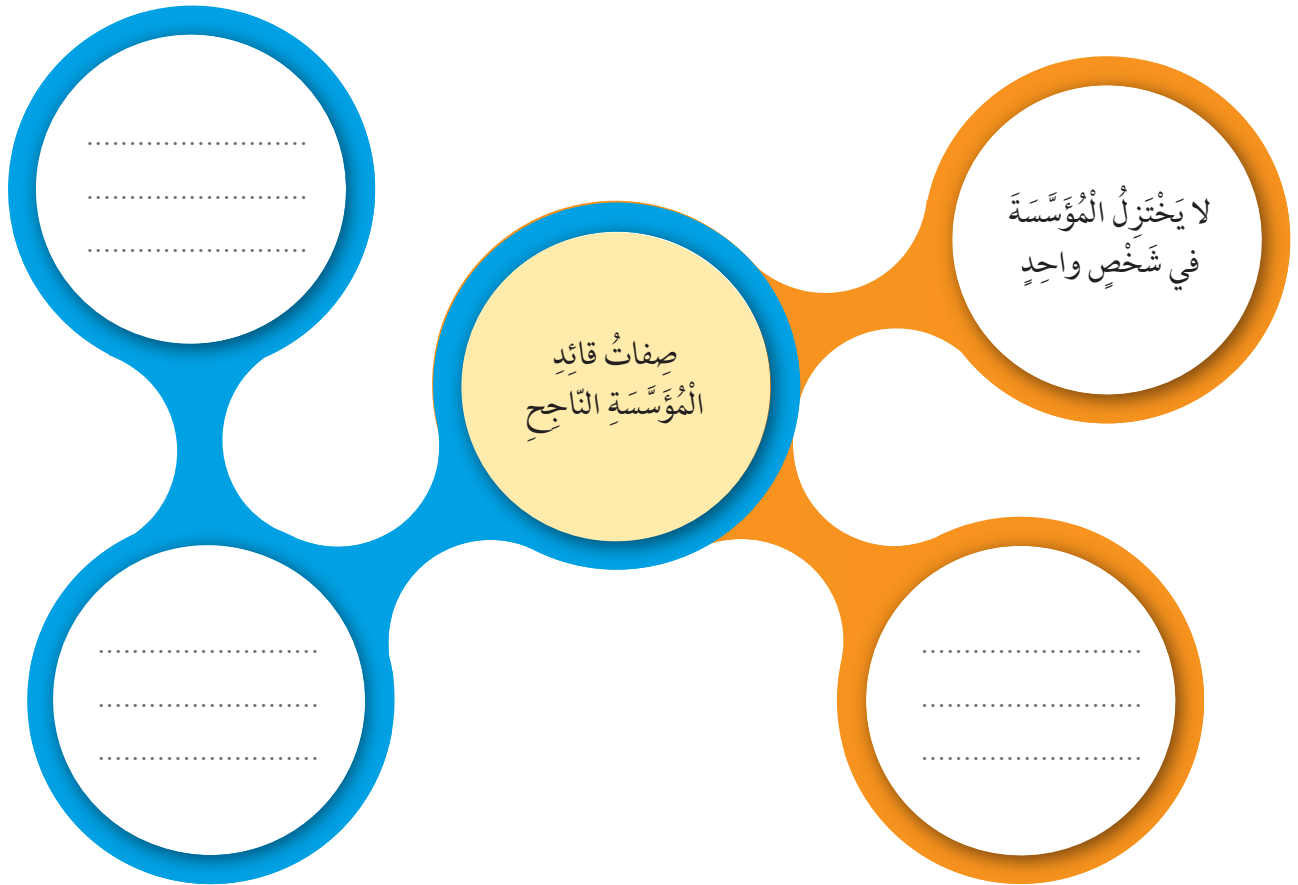 لا يَخْتَزِلُ الْمُؤَسَّسَةَ
في شَخْصٍ واحِدٍ
صِفاتُ قائِدِ
الْمُؤَسَّسَةِ النّاجِحِ